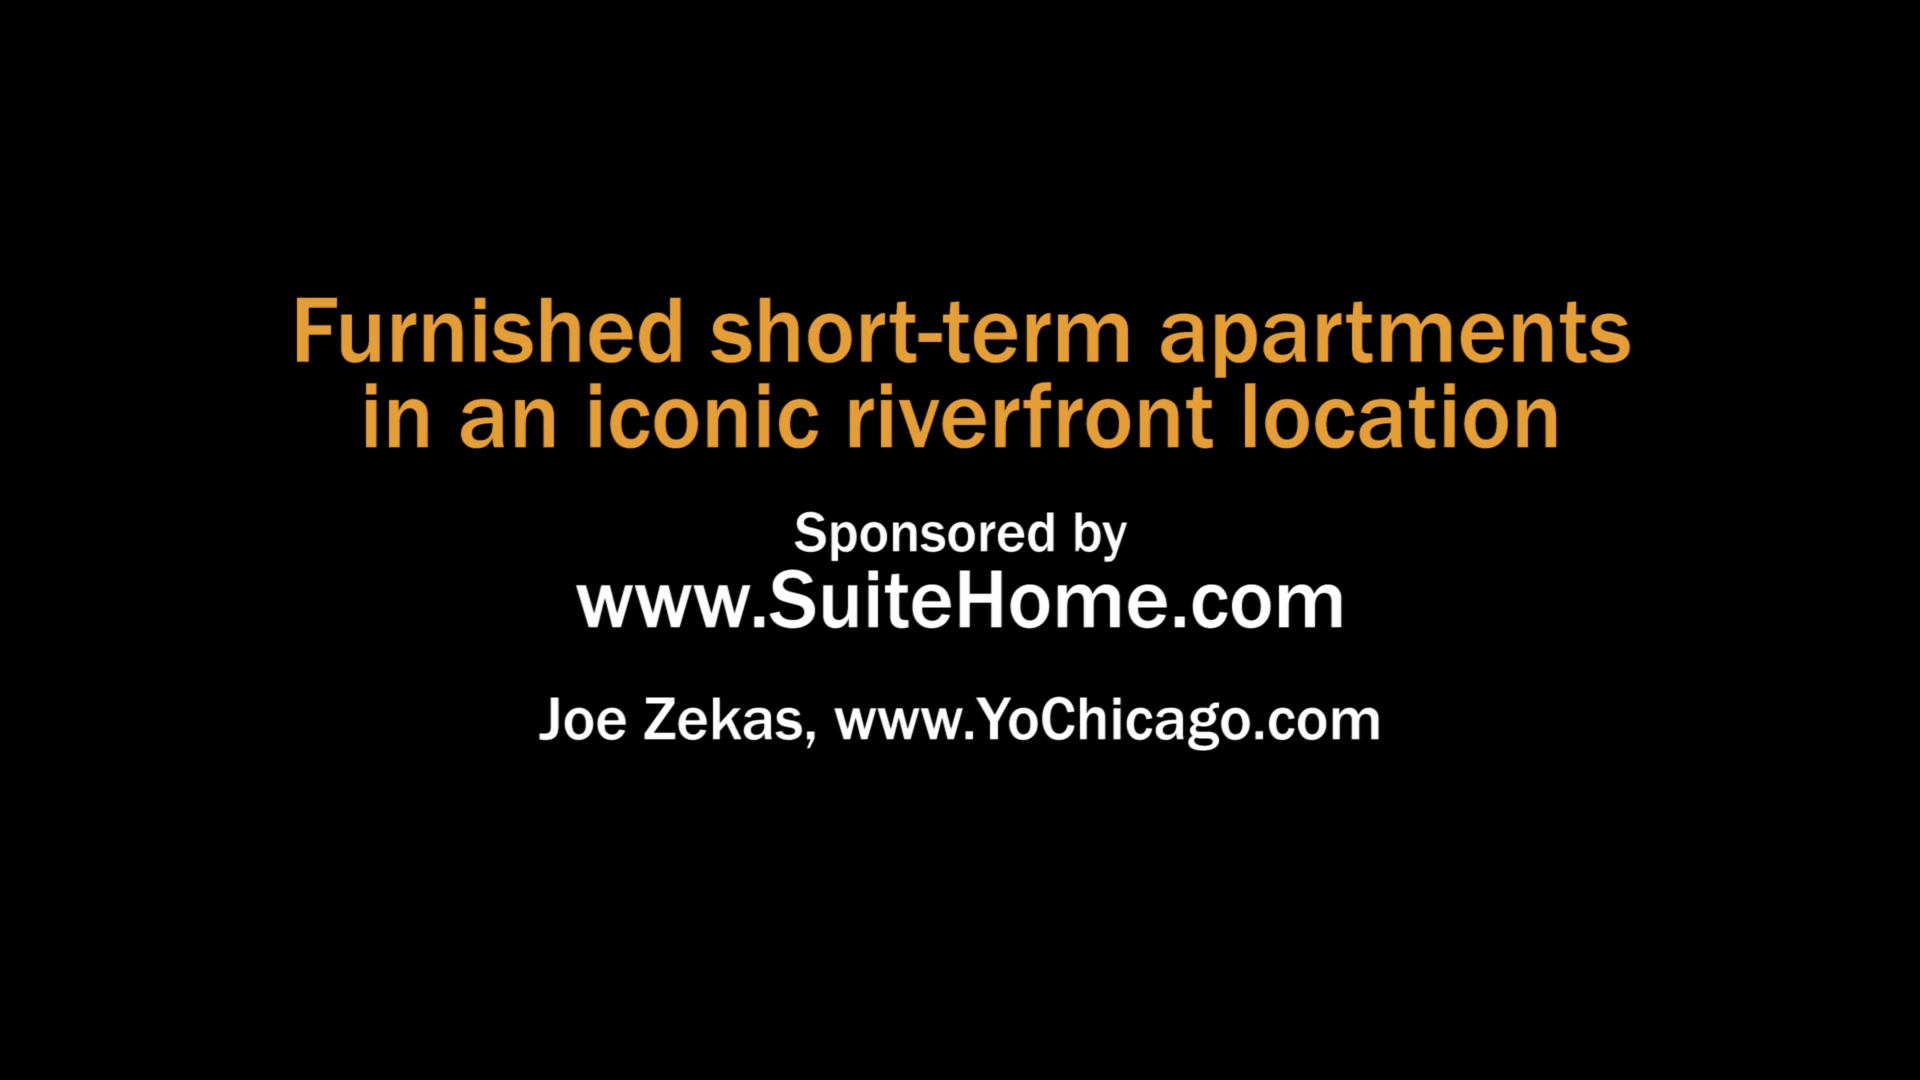 Furnished short-term apartments
in an iconic riverfront location
Sponsored by
www.SuiteHome.com
Joe Zekas, www.YoChicago.com